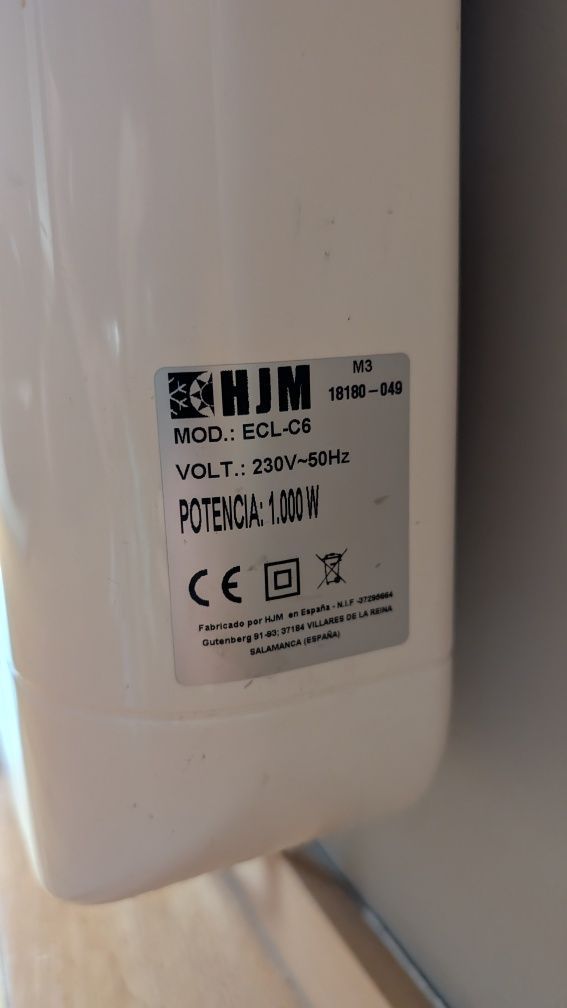 HJM
M3
18180-049
MOD.: ECL-C6
VOLT.: 230V~50Hz
POTENCIA: 1.000 W
CE
Fabricado por HJM en España - N.I.F -37296664
Gutenberg 91-93; 37184 VILLARES DE LA REINA
SALAMANCA (ESPAÑA)